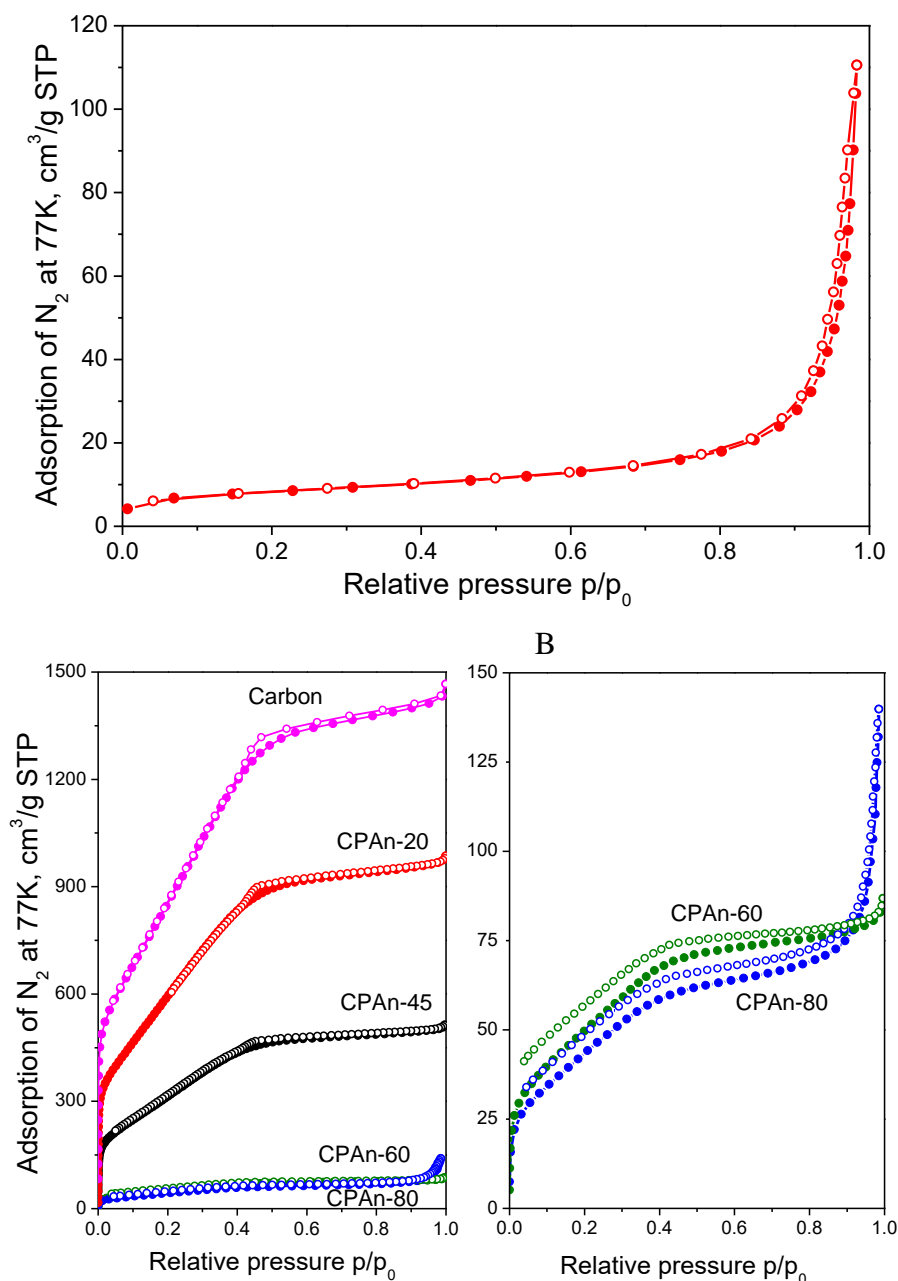 120
100
80
60
40
20
0
Adsorption of N₂ at 77K, cm³/g STP
0.0 0.2 0.4 0.6 0.8 1.0
Relative pressure p/p₀
B
1500
1200
900
600
300
0
Adsorption of N₂ at 77K, cm³/g STP
Carbon
CPAn-20
CPAn-45
CPAn-60
CPAn-80
0.0 0.2 0.4 0.6 0.8 1.0
Relative pressure p/p₀
150
125
100
75
50
25
0
CPAn-60
CPAn-80
0.0 0.2 0.4 0.6 0.8 1.0
Relative pressure p/p₀